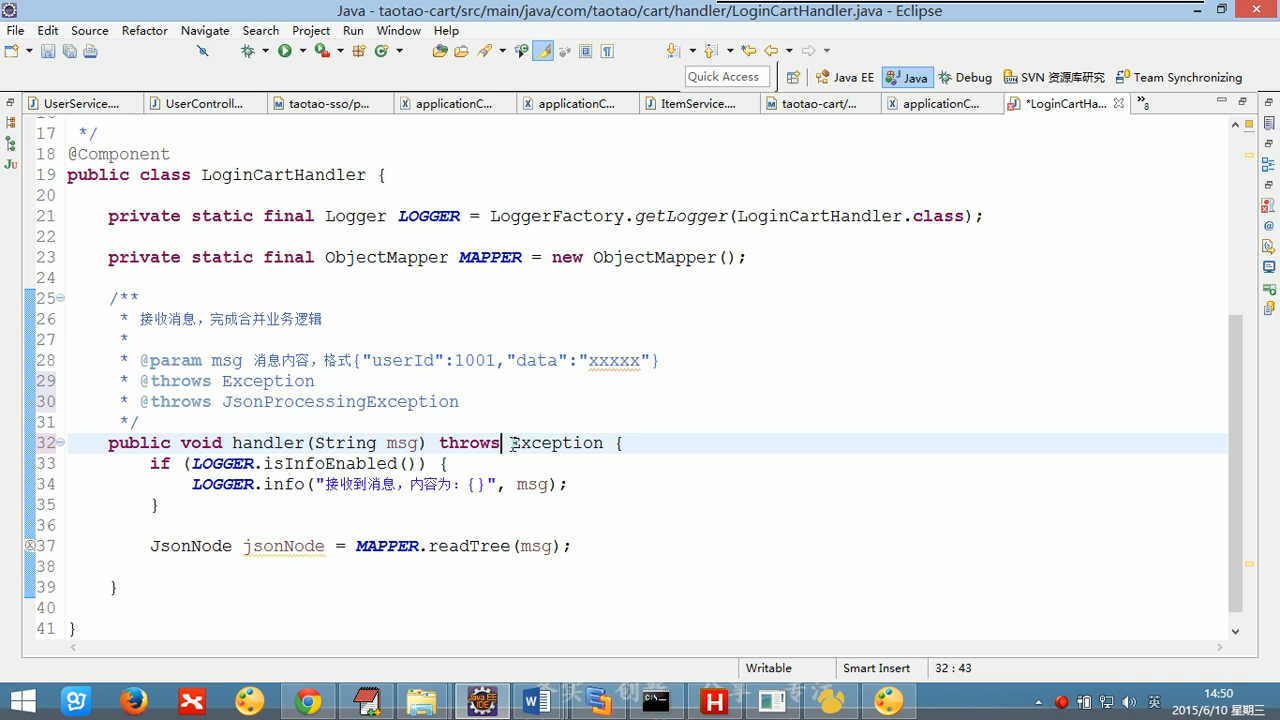 Java - taotao-cart/src/main/java/com/taotao/cart/handler/LoginCartHandler.java - Eclipse
File Edit Source Refactor Navigate Search Project Run Window Help
Quick Access Java EE Java Debug SVN 资源库研究 Team Synchronizing
UserService.... UserControll... taotao-sso/p... applicationC... applicationC... ItemService.... taotao-cart/... applicationC... *LoginCartHa... »8
17 */
18 @Component
19 public class LoginCartHandler {
20
21 private static final Logger LOGGER = LoggerFactory.getLogger(LoginCartHandler.class);
22
23 private static final ObjectMapper MAPPER = new ObjectMapper();
24
25 /**
26 * 接收消息，完成合并业务逻辑
27 *
28 * @param msg 消息内容，格式{"userId":1001,"data":"xxxxx"}
29 * @throws Exception
30 * @throws JsonProcessingException
31 */
32 public void handler(String msg) throws Exception {
33 if (LOGGER.isInfoEnabled()) {
34 LOGGER.info("接收到消息，内容为：{}", msg);
35 }
36
37 JsonNode jsonNode = MAPPER.readTree(msg);
38
39 }
40
41 }
Writable Smart Insert 32 : 43
英 14:50
2015/6/10 星期三